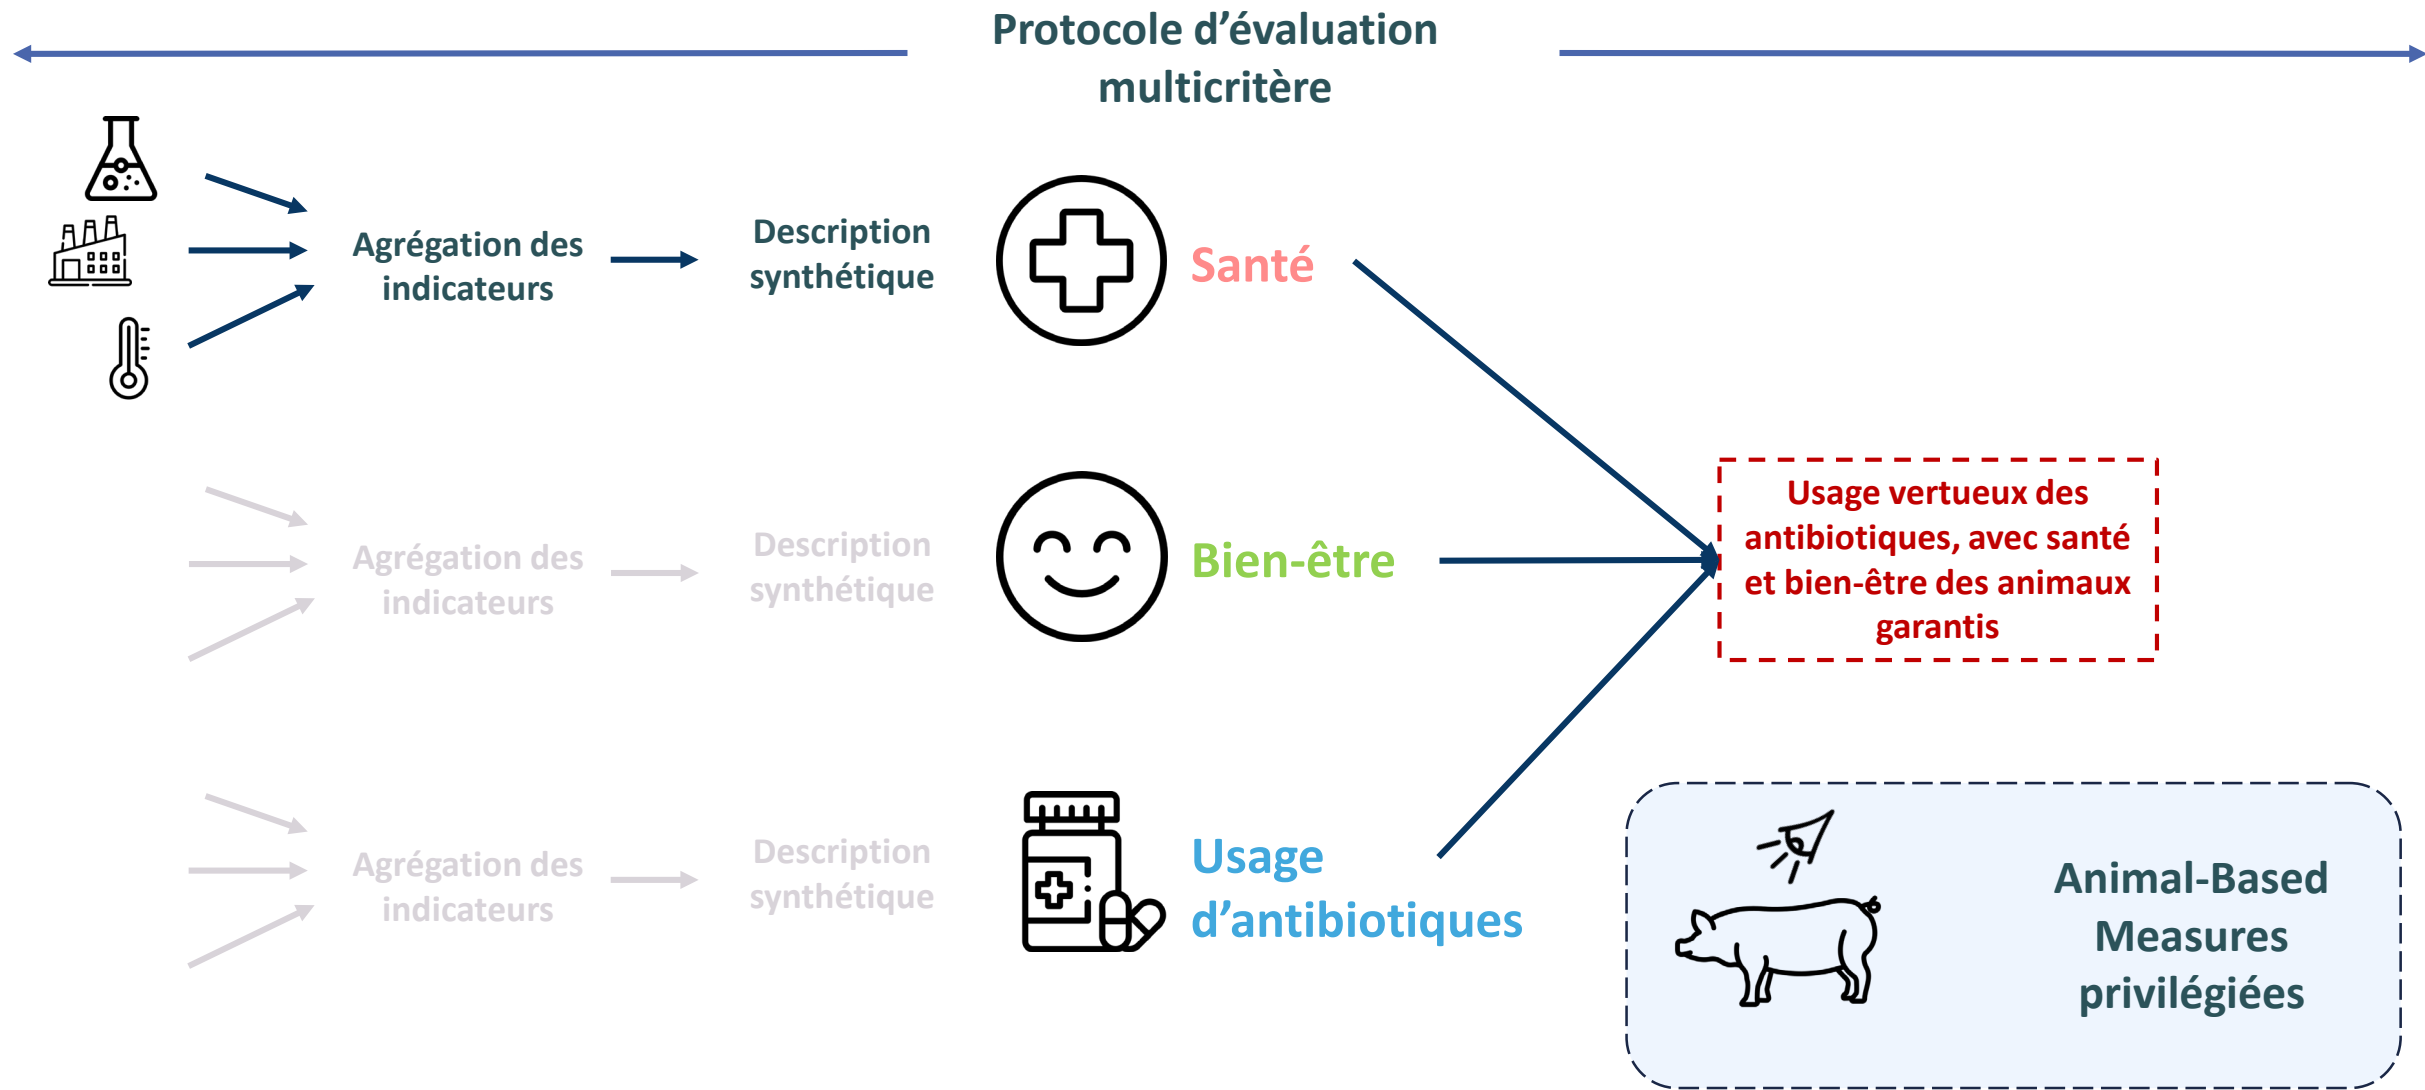 Protocole d'évaluation
multicritère
Agrégation des
indicateurs
Description
synthétique
Santé
Agrégation des
indicateurs
Description
synthétique
Bien-être
Usage vertueux des
antibiotiques, avec santé
et bien-être des animaux
garantis
Agrégation des
indicateurs
Description
synthétique
Usage
d'antibiotiques
Animal-Based
Measures
privilégiées